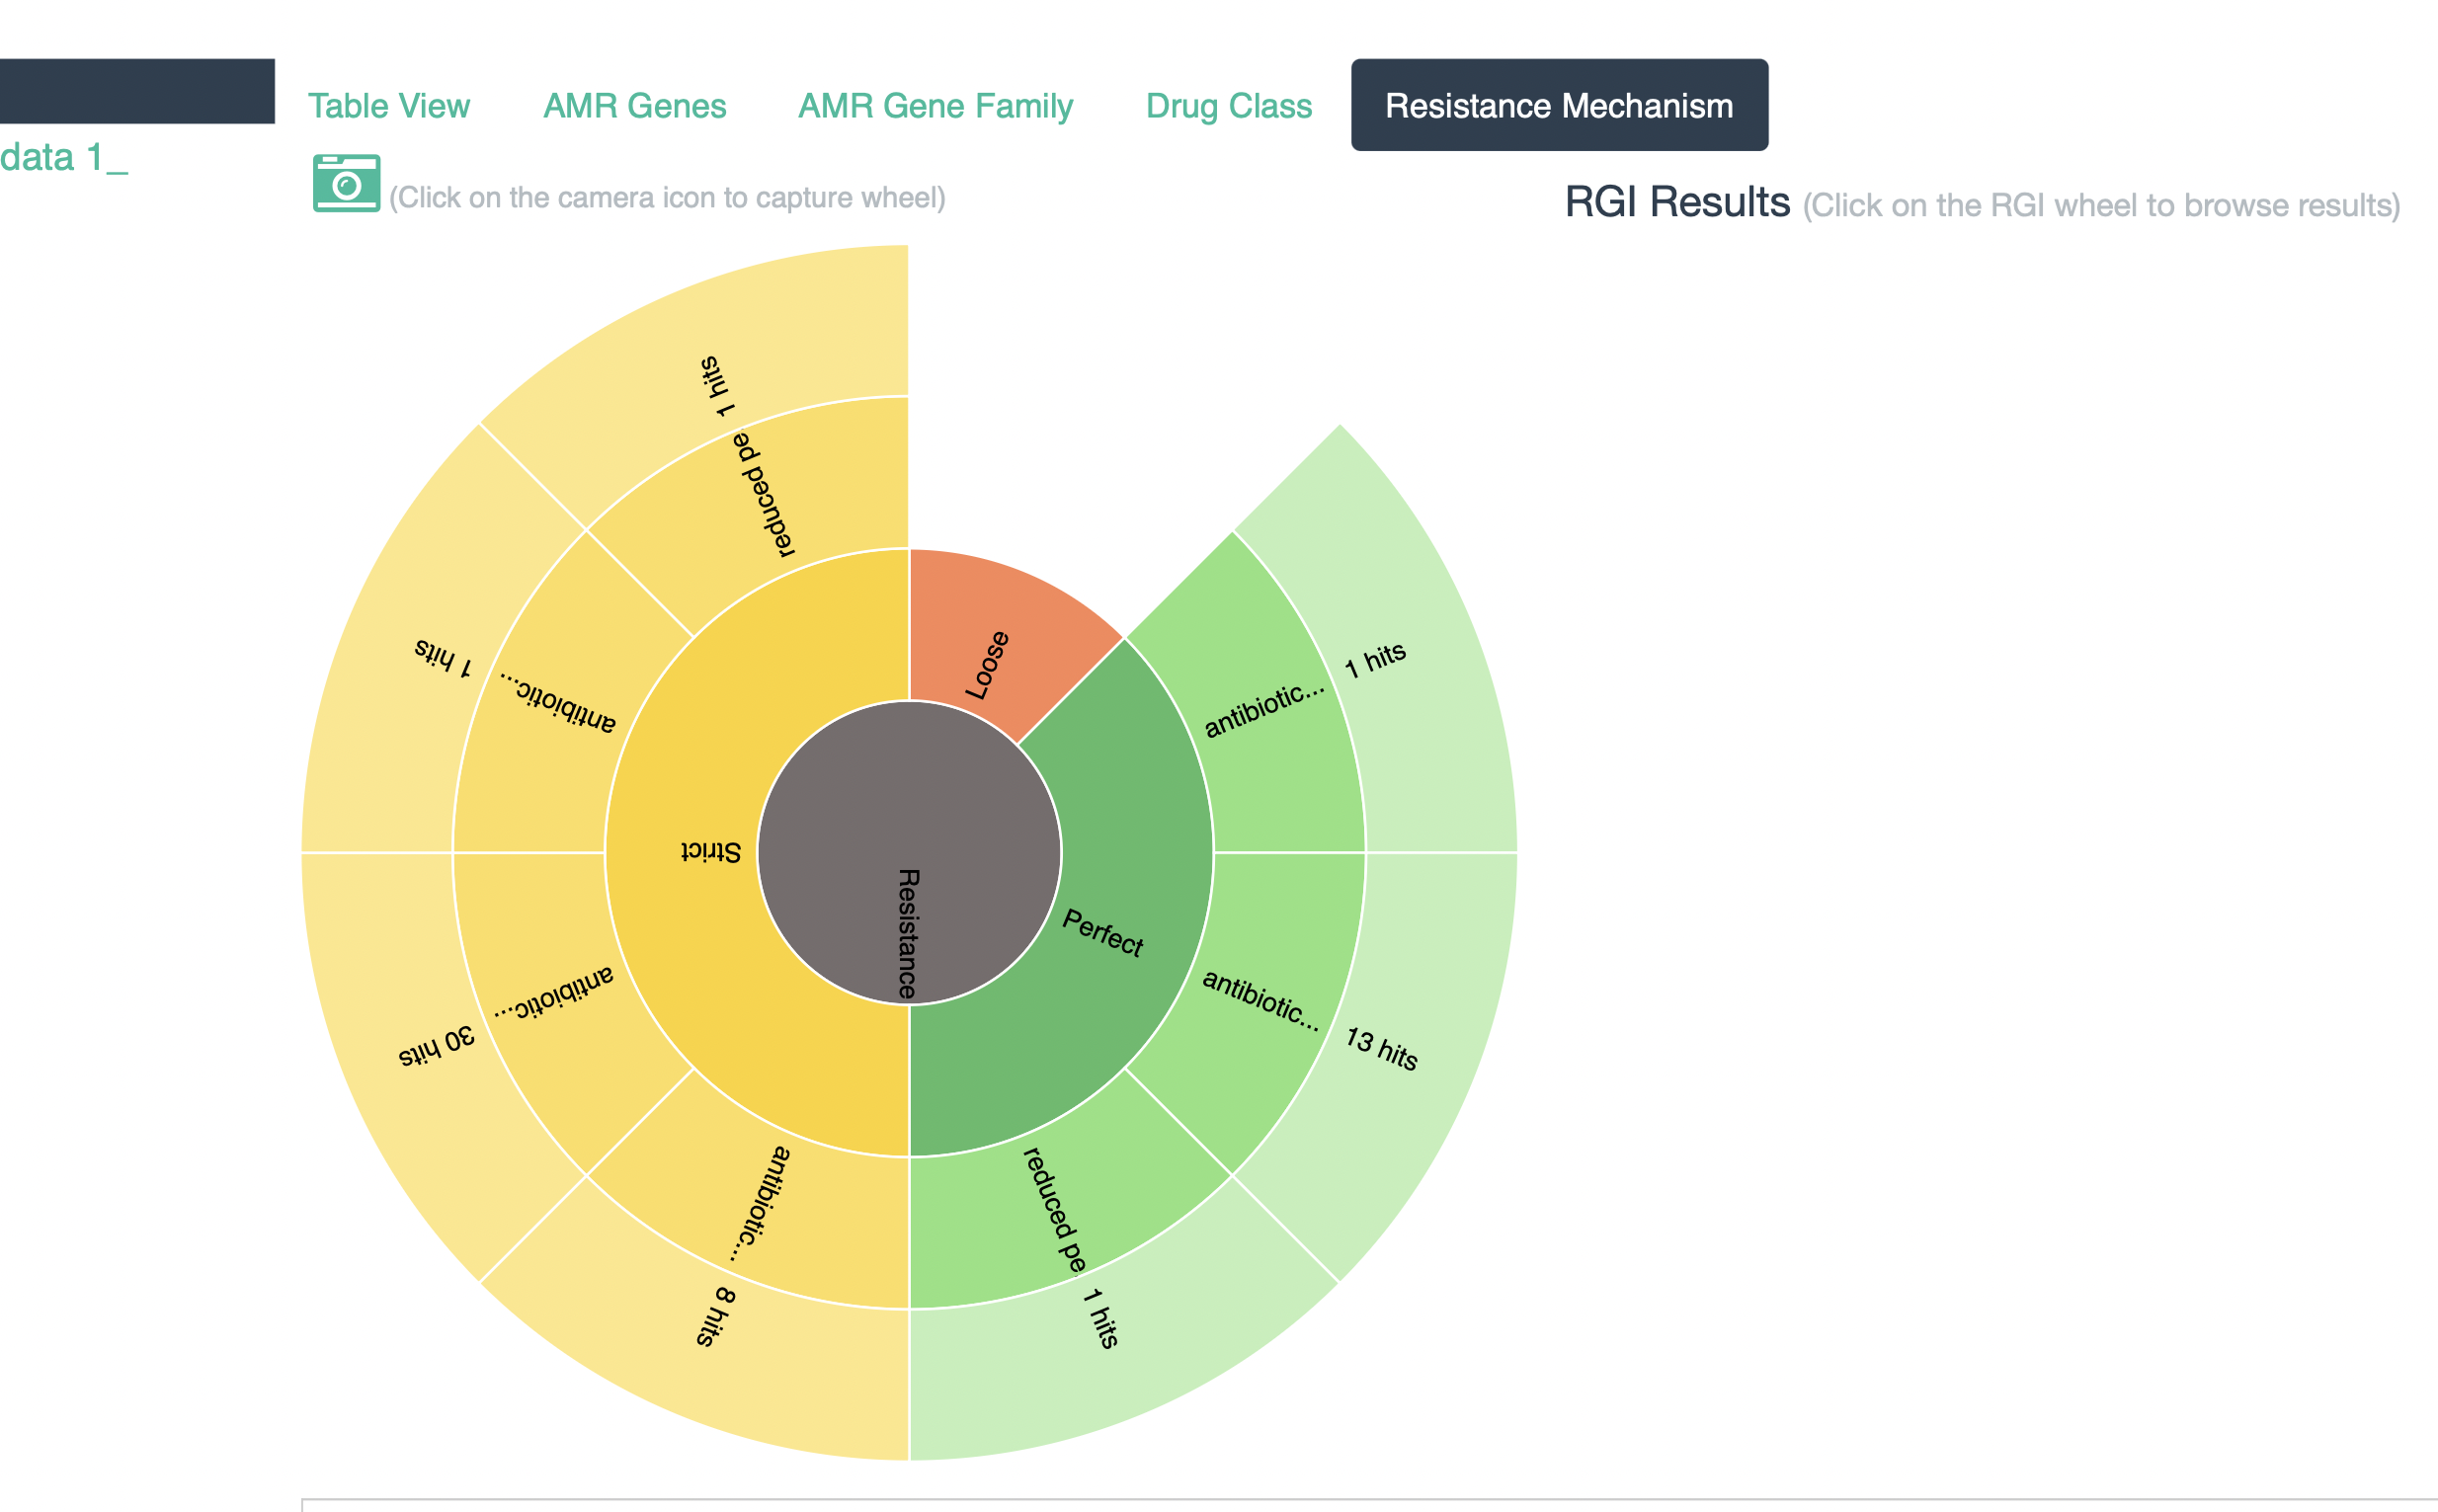 Table View AMR Genes AMR Gene Family Drug Class Resistance Mechanism
data 1_
(Click on the camera icon to capture wheel)
RGI Results (Click on the RGI wheel to browse results)
Resistance
Loose
Perfect
antibiotic...
1 hits
antibiotic...
13 hits
reduced pe
1 hits
Strict
antibiotic...
8 hits
antibiotic...
30 hits
antibiotic...
1 hits
reduced pe
1 hits